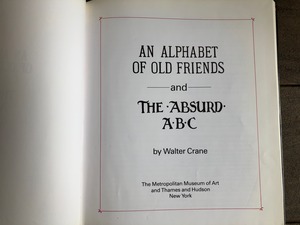 AN ALPHABET
OF OLD FRIENDS
and
THE·ABSURD·
A·B·C
by Walter Crane
The Metropolitan Museum of Art
and Thames and Hudson
New York